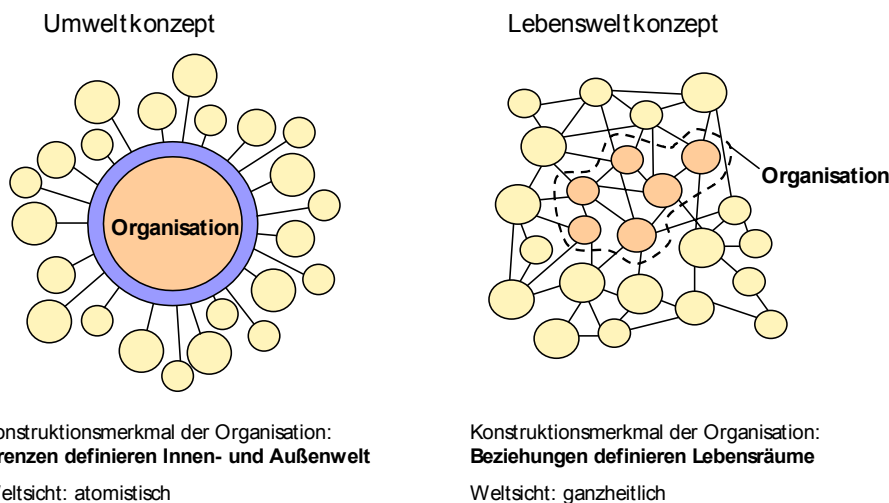 Umweltkonzept
Lebensweltkonzept
Organisation
Organisation
onstruktionsmerkmal der Organisation:
renzen definieren Innen- und Außenwelt
eltsicht: atomistisch
Konstruktionsmerkmal der Organisation:
Beziehungen definieren Lebensräume
Weltsicht: ganzheitlich